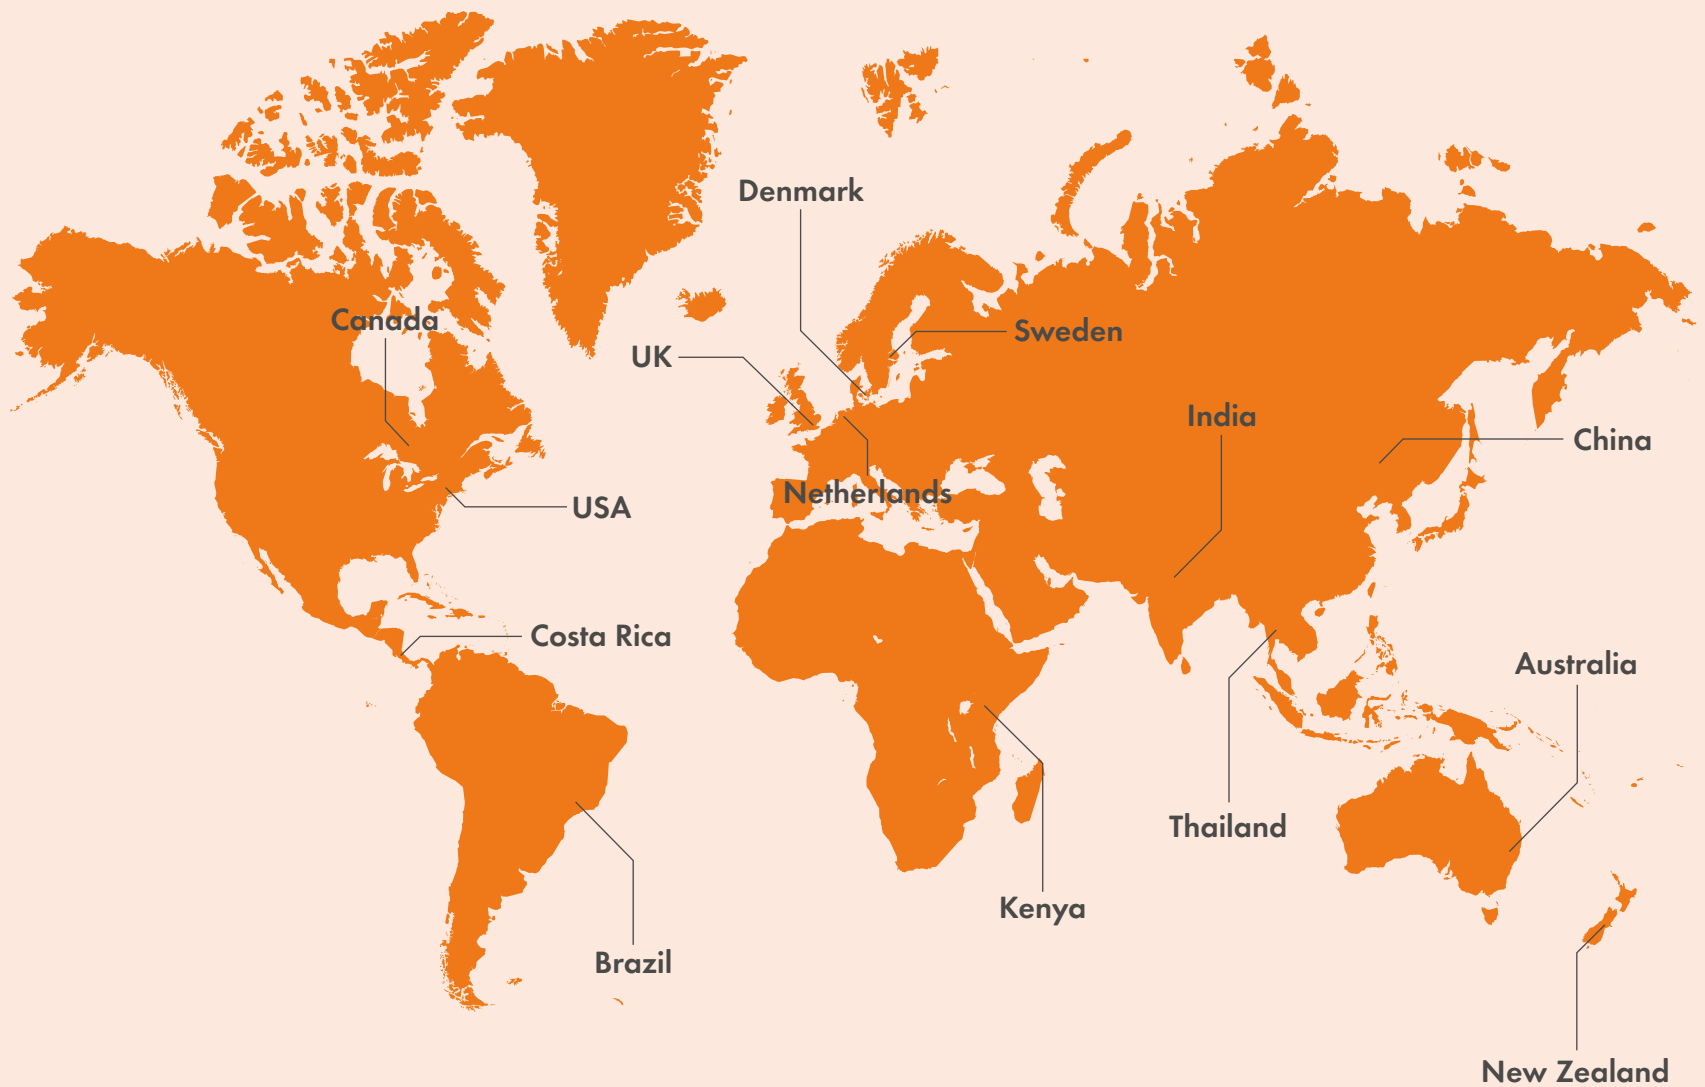 Denmark
Canada
Sweden
UK
India
China
Netherlands
USA
Costa Rica
Australia
Thailand
Kenya
Brazil
New Zealand